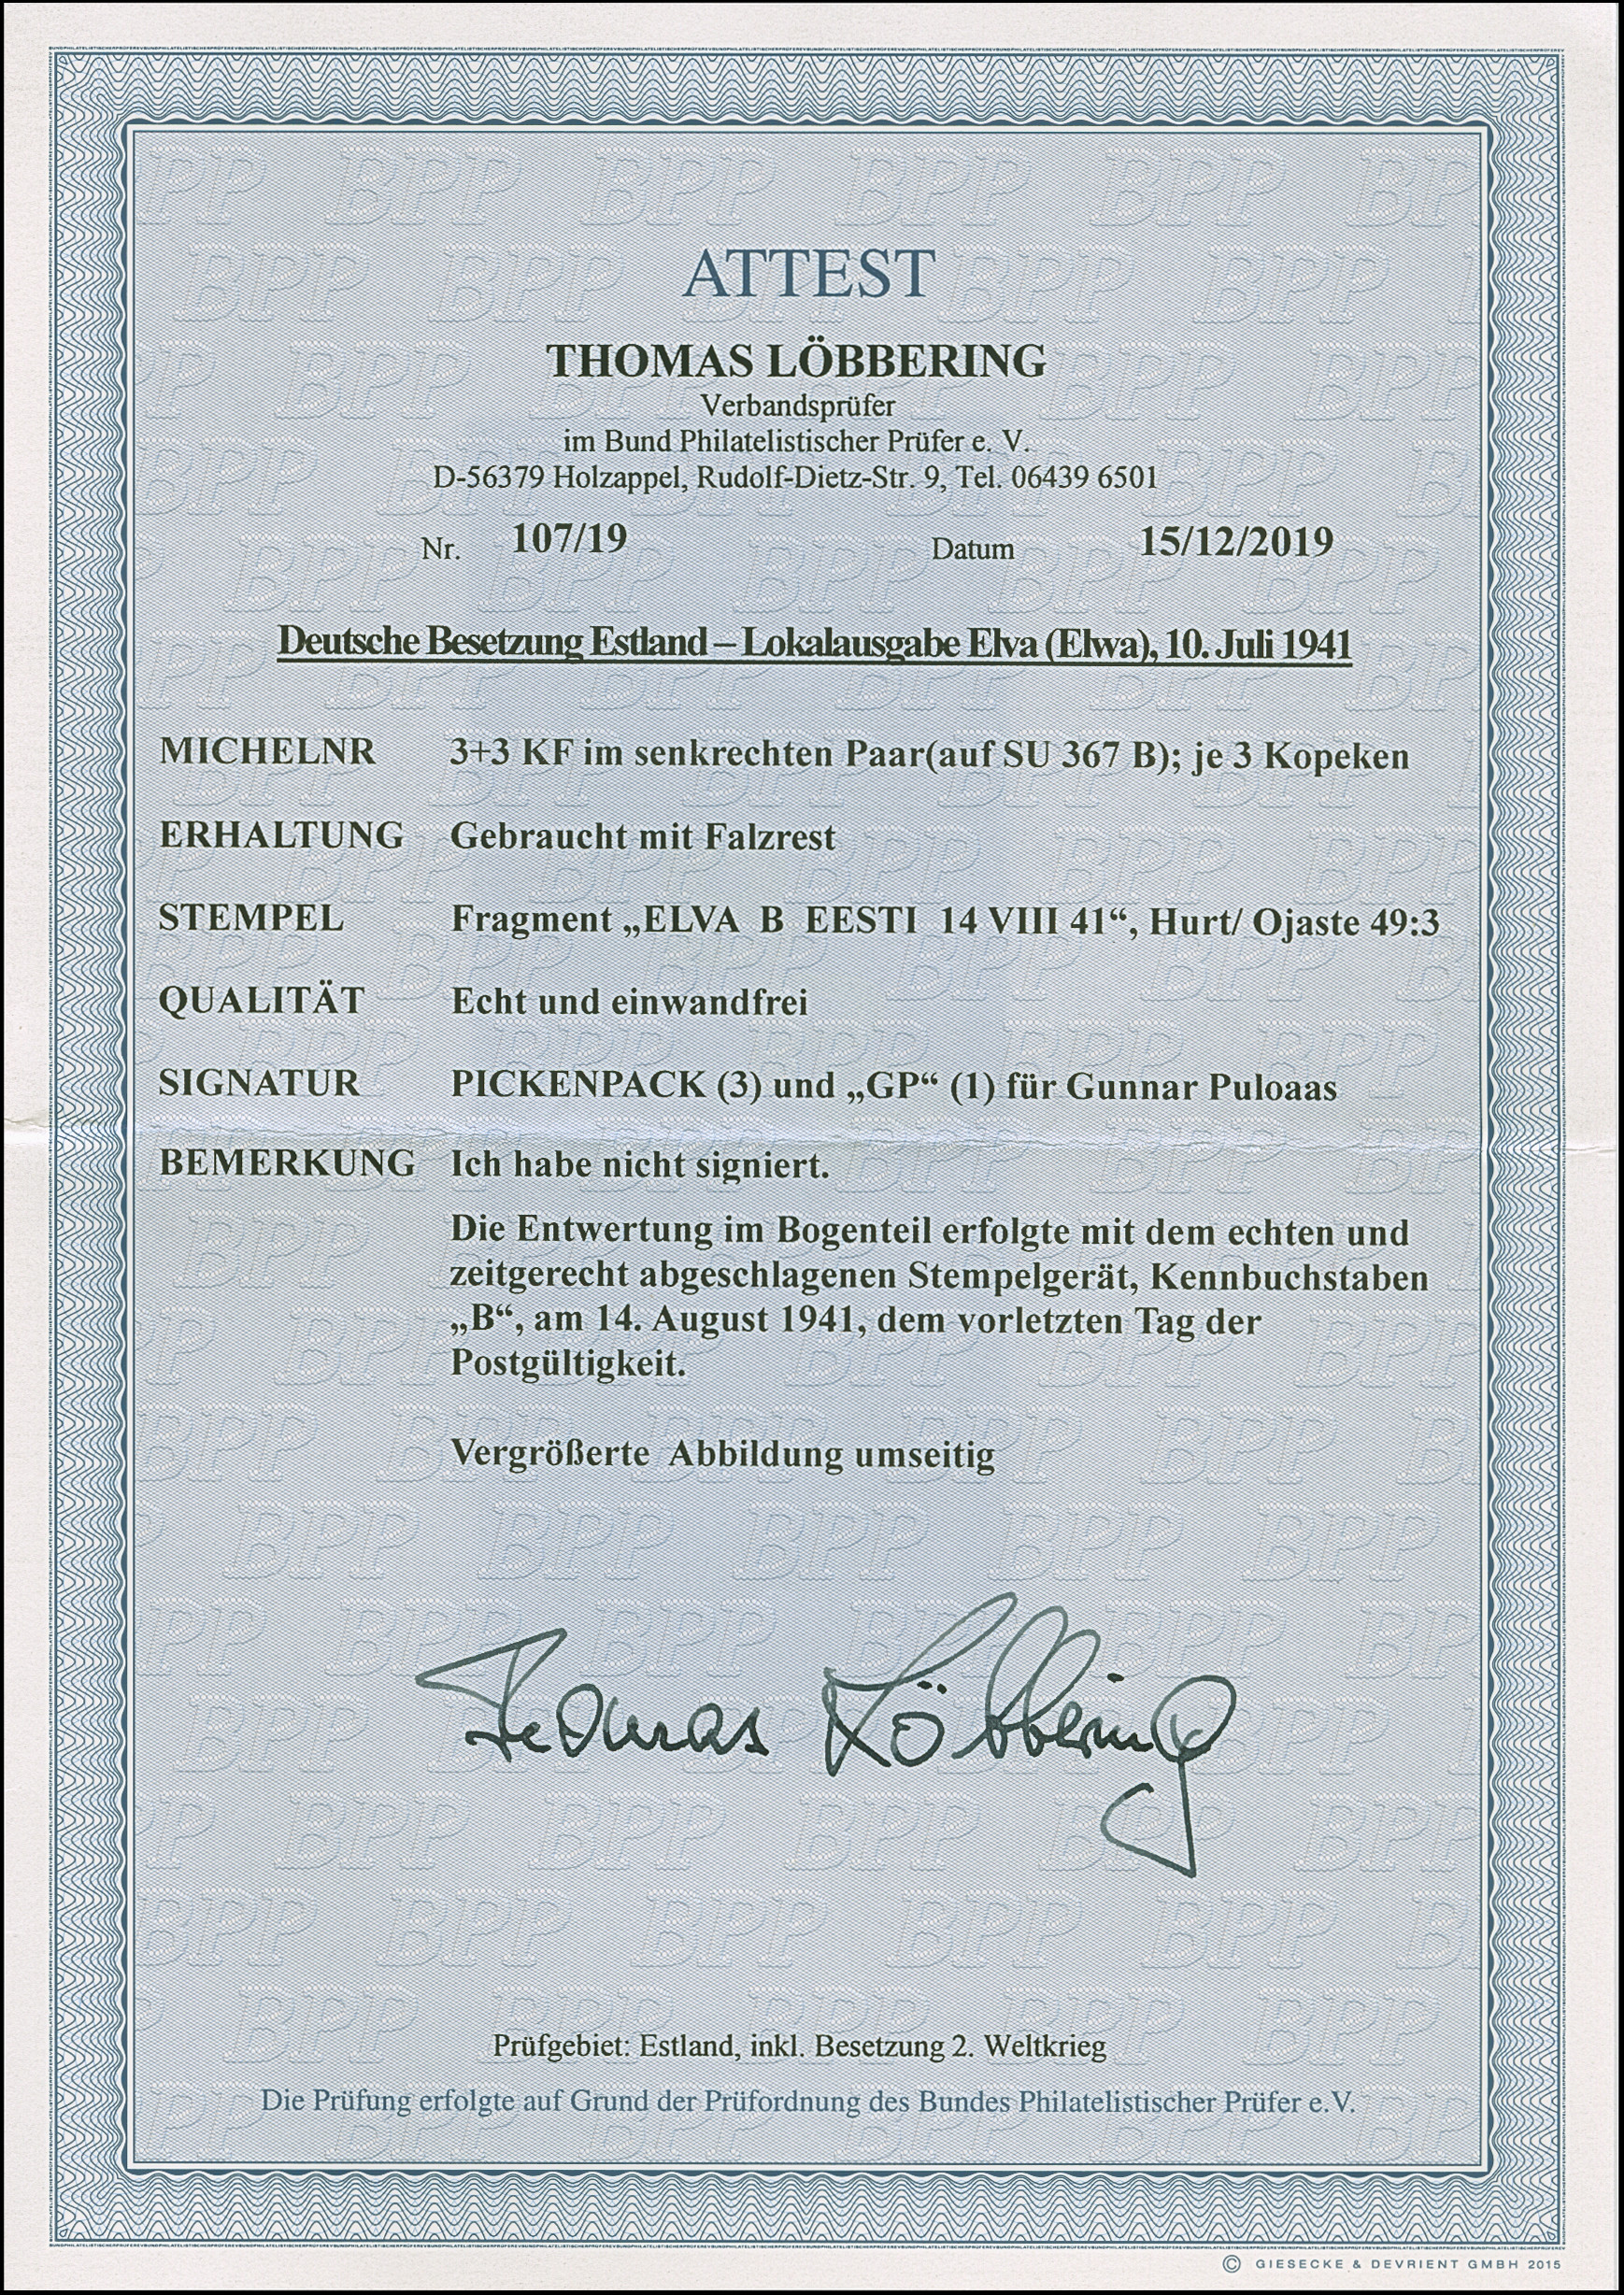 ATTEST
THOMAS LÖBBERING
Verbandsprüfer
im Bund Philatelistischer Prüfer e. V.
D-56379 Holzappel, Rudolf-Dietz-Str. 9, Tel. 06439 6501
Nr. 107/19 Datum 15/12/2019
Deutsche Besetzung Estland – Lokalausgabe Elva (Elwa), 10. Juli 1941
MICHELNR 3+3 KF im senkrechten Paar(auf SU 367 B); je 3 Kopeken
ERHALTUNG Gebraucht mit Falzrest
STEMPEL Fragment „ELVA B EESTI 14 VIII 41“, Hurt/ Ojaste 49:3
QUALITÄT Echt und einwandfrei
SIGNATUR PICKENPACK (3) und „GP“ (1) für Gunnar Puloaas
BEMERKUNG Ich habe nicht signiert.
Die Entwertung im Bogenteil erfolgte mit dem echten und
zeitgerecht abgeschlagenen Stempelgerät, Kennbuchstaben
„B“, am 14. August 1941, dem vorletzten Tag der
Postgültigkeit.
Vergrößerte Abbildung umseitig
Thomas Löbbering
Prüfgebiet: Estland, inkl. Besetzung 2. Weltkrieg
Die Prüfung erfolgte auf Grund der Prüfordnung des Bundes Philatelistischer Prüfer e.V.
© GIESECKE & DEVRIENT GMBH 2015